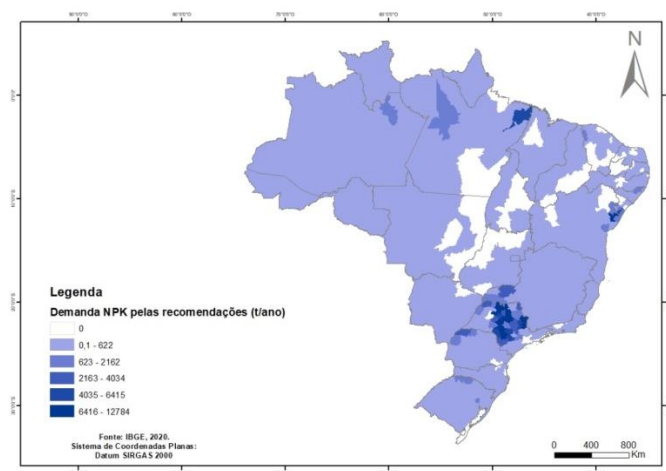 N
Legenda
Demanda NPK pelas recomendações (t/ano)
0
0,1 - 622
623 - 2162
2163 - 4034
4035 - 6415
6416 - 12784
Fonte: IBGE, 2020.
Sistema de Coordenadas Planas:
Datum SIRGAS 2000
0 400 800
Km